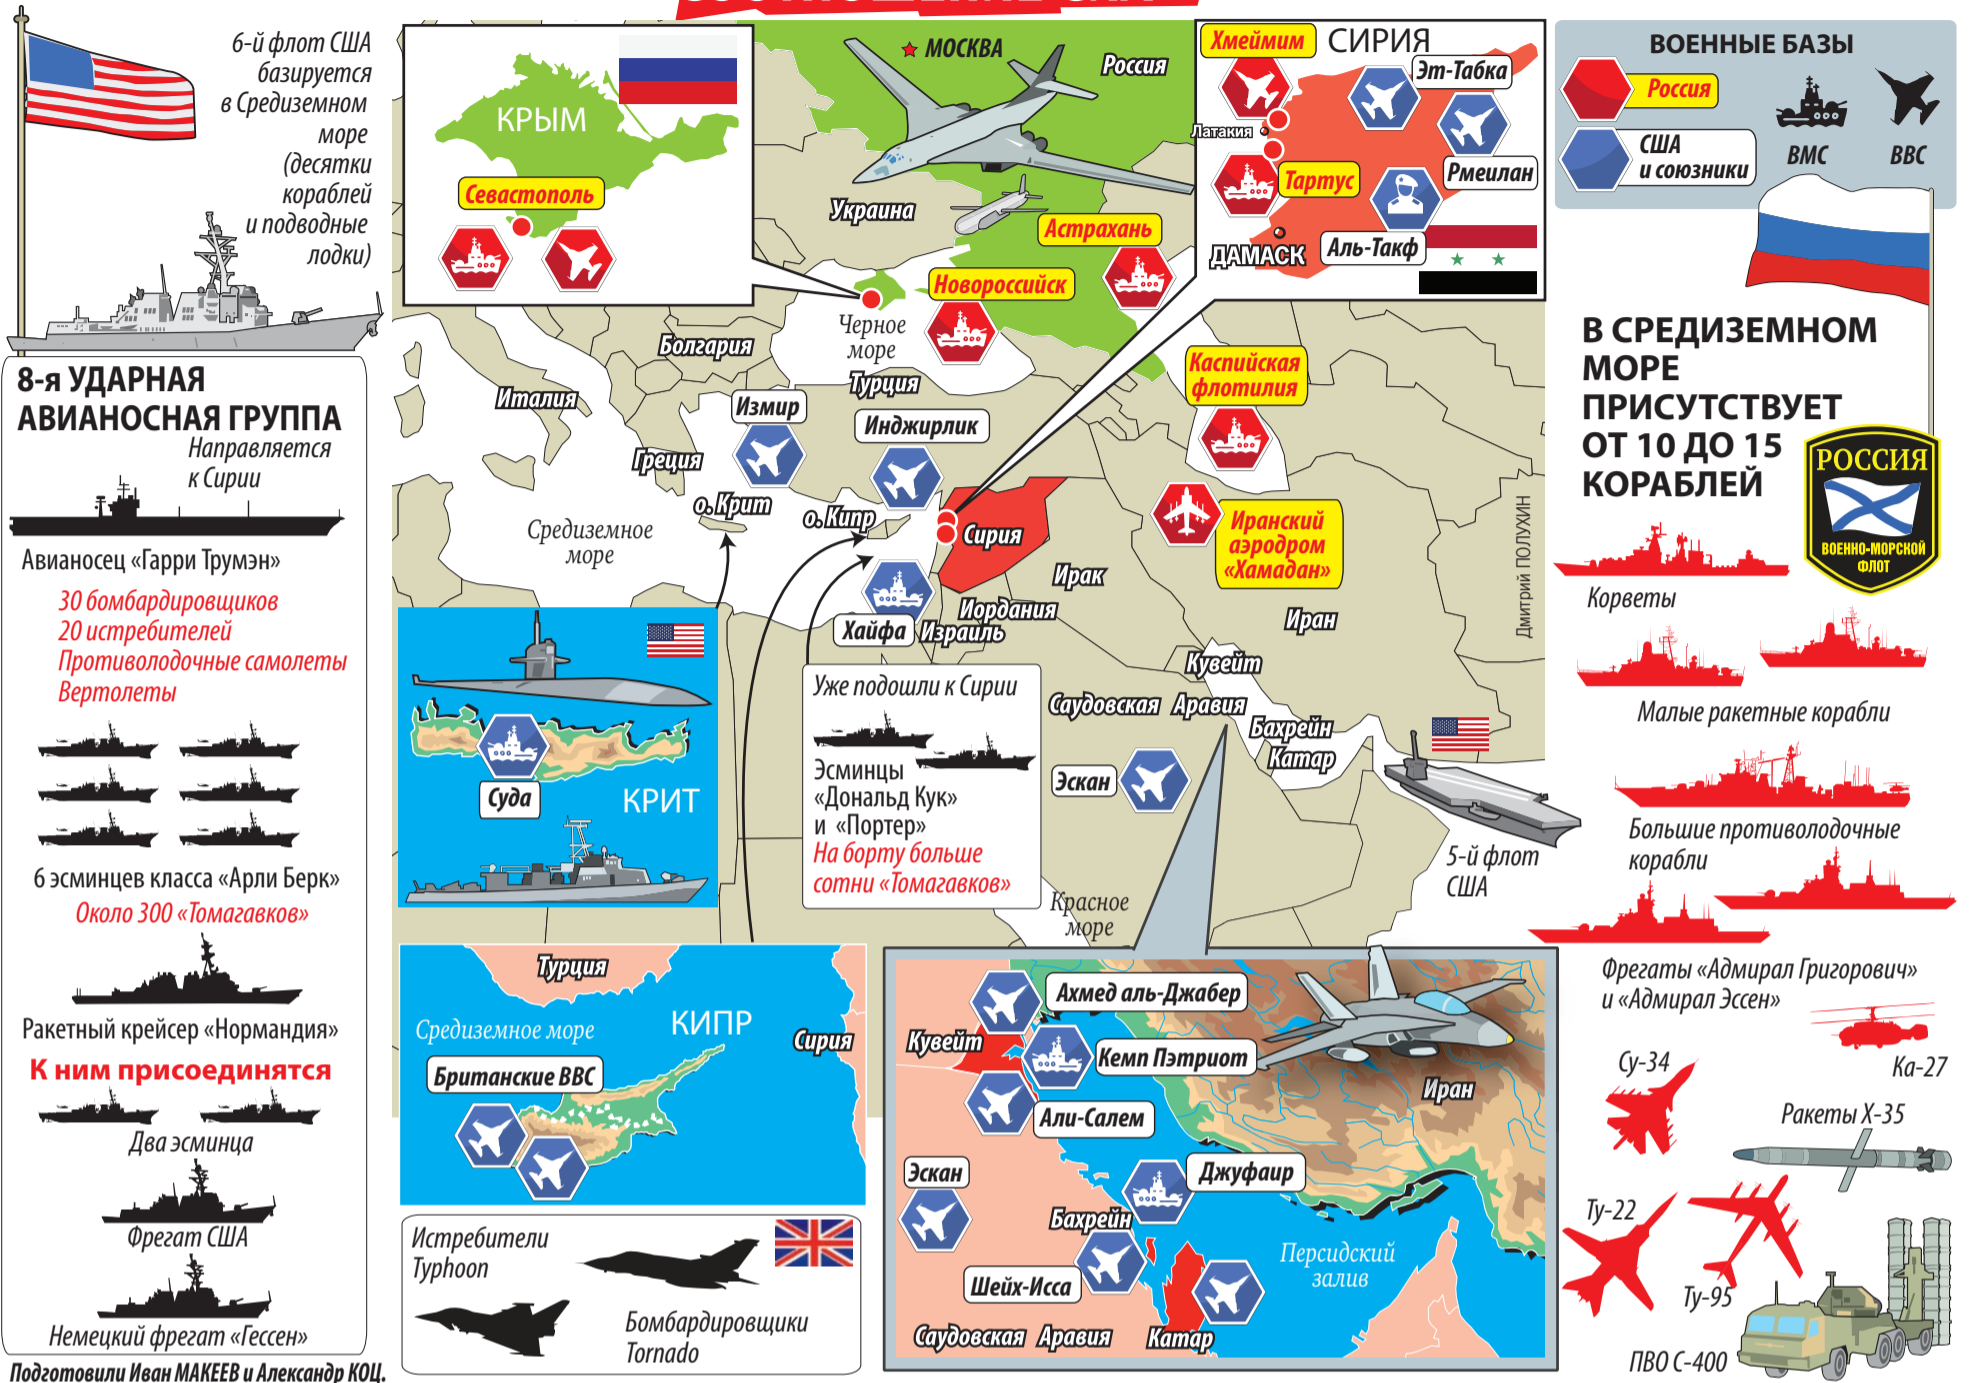 6-й флот США
базируется
в Средиземном
море
(десятки
кораблей
и подводные
лодки)
8-я УДАРНАЯ
АВИАНОСНАЯ ГРУППА
Направляется
к Сирии
Авианосец «Гарри Трумэн»
30 бомбардировщиков
20 истребителей
Противолодочные самолеты
Вертолеты
6 эсминцев класса «Арли Берк»
Около 300 «Томагавков»
Ракетный крейсер «Нормандия»
К ним присоединятся
Два эсминца
Фрегат США
Немецкий фрегат «Гессен»
Подготовили Иван МАКЕЕВ и Александр КОЦ.
КРЫМ
Севастополь
МОСКВА
Россия
Украина
Астрахань
Новороссийск
Черное
море
Болгария
Италия
Турция
Измир
Инджирлик
Греция
о. Крит
о. Кипр
Средиземное
море
Каспийская
флотилия
Иранский
аэродром
«Хамадан»
Сирия
Ирак
Иордания
Иран
Хайфа
Израиль
Кувейт
Саудовская Аравия
Бахрейн
Катар
Эскан
5-й флот
США
Красное
море
Дмитрий ПОЛУХИН
Хмеймим
СИРИЯ
Эт-Табка
Латакия
Рмеилан
Тартус
ДАМАСК
Аль-Такф
Суда
КРИТ
Уже подошли к Сирии
Эсминцы
«Дональд Кук»
и «Портер»
На борту больше
сотни «Томагавков»
Турция
Средиземное море
КИПР
Сирия
Британские ВВС
Истребители
Typhoon
Бомбардировщики
Tornado
Ахмед аль-Джабер
Кувейт
Кемп Пэтриот
Али-Салем
Иран
Эскан
Джуфаир
Бахрейн
Шейх-Исса
Персидский
залив
Саудовская Аравия
Катар
ВОЕННЫЕ БАЗЫ
Россия
США
и союзники
ВМС
ВВС
В СРЕДИЗЕМНОМ
МОРЕ
ПРИСУТСТВУЕТ
ОТ 10 ДО 15
КОРАБЛЕЙ
РОССИЯ
ВОЕННО-МОРСКОЙ
ФЛОТ
Корветы
Малые ракетные корабли
Большие противолодочные
корабли
Фрегаты «Адмирал Григорович»
и «Адмирал Эссен»
Ка-27
Су-34
Ракеты Х-35
Ту-22
Ту-95
ПВО С-400